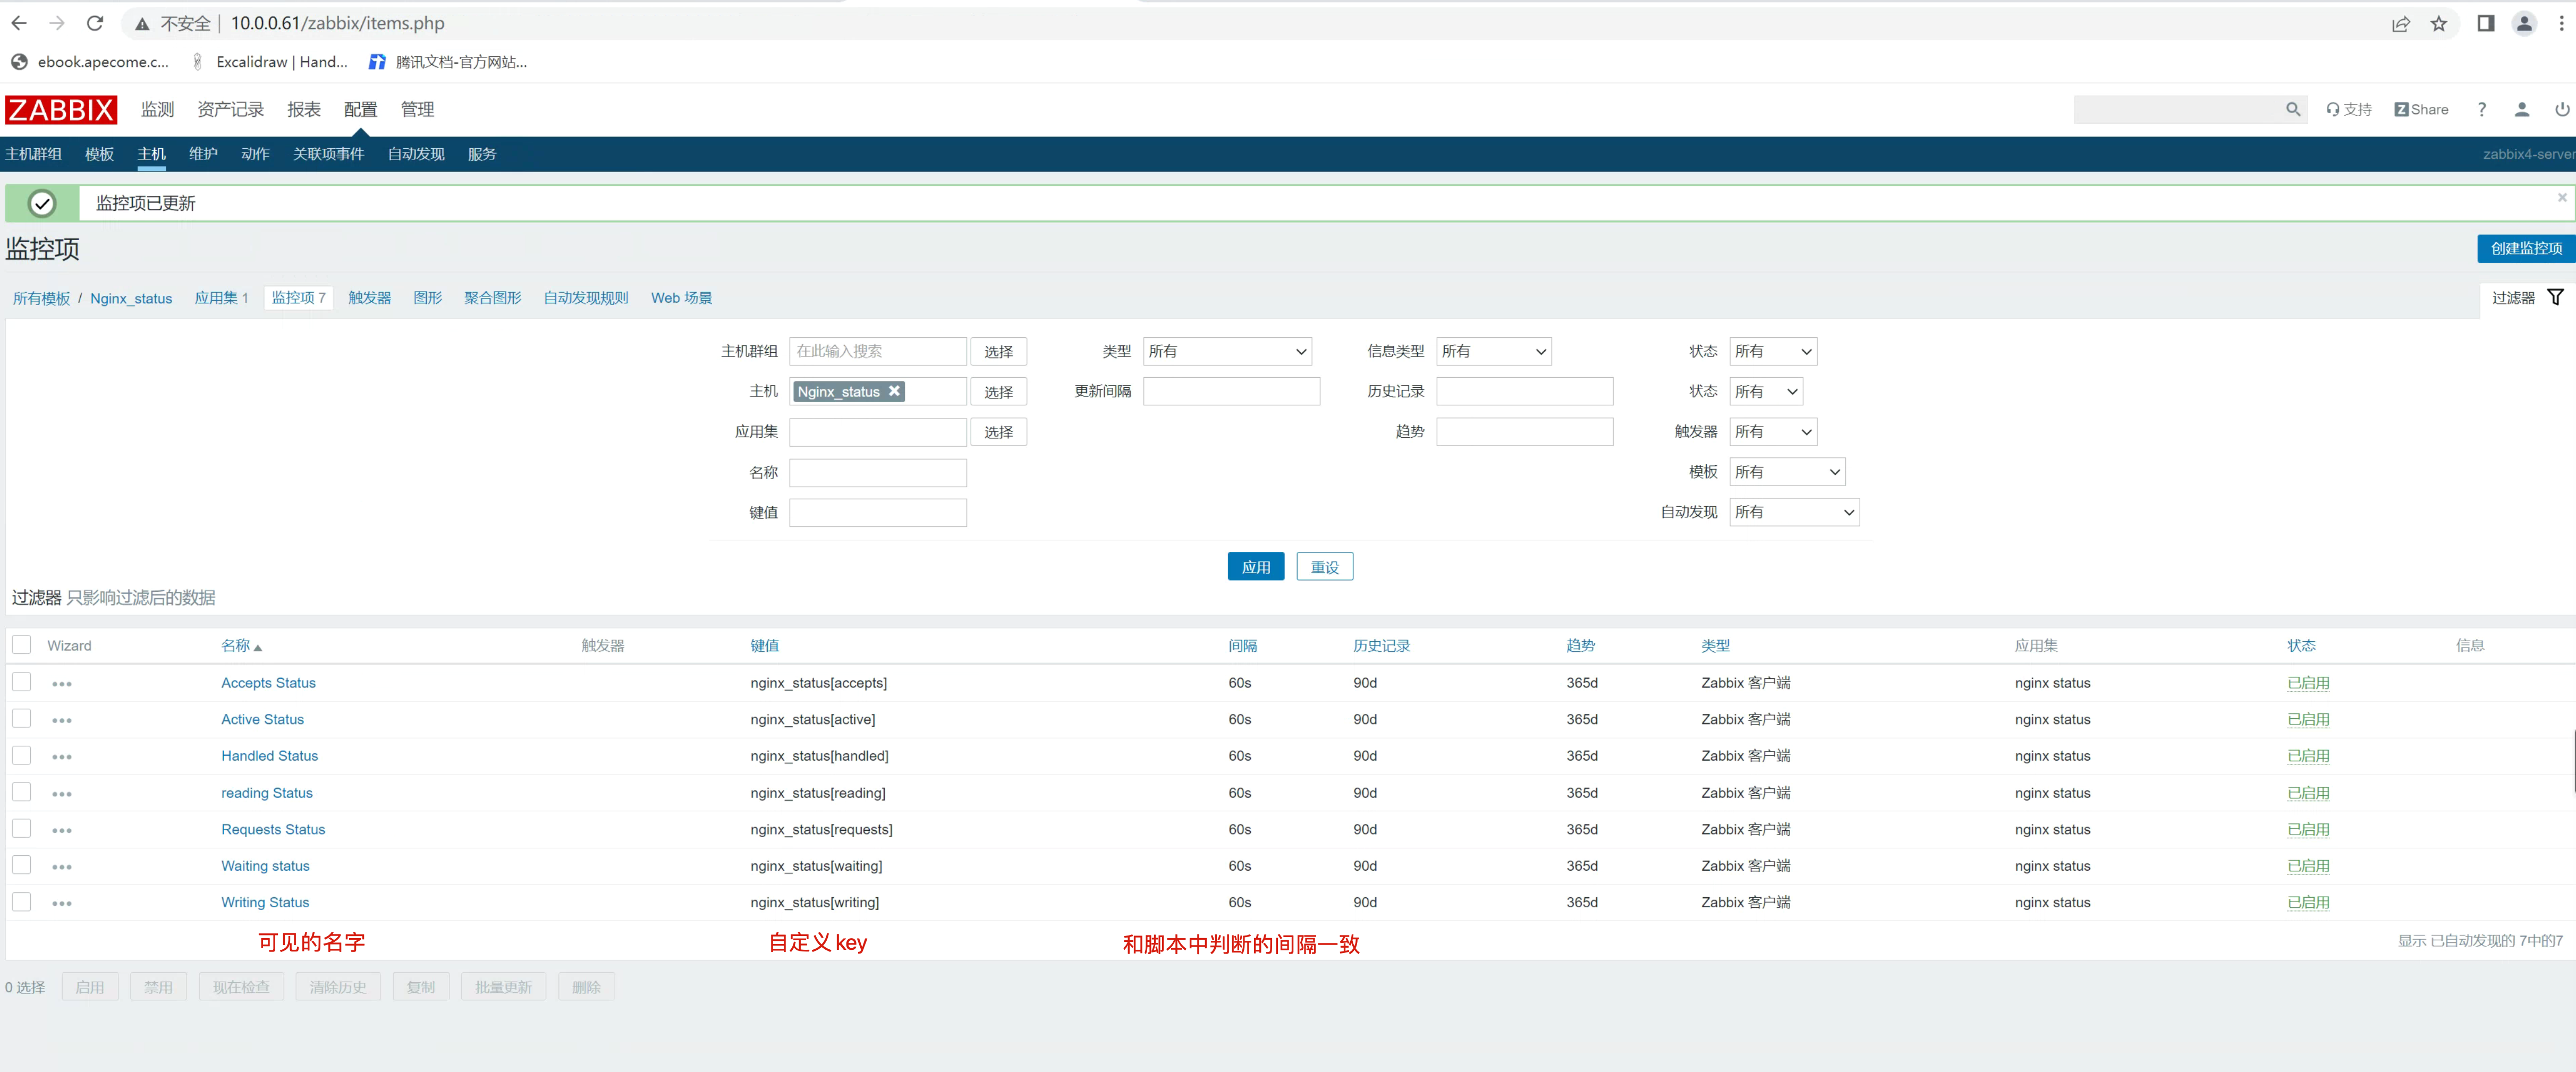 不安全 | 10.0.0.61/zabbix/items.php
ebook.apecome.c... Excalidraw | Hand... 腾讯文档-官方网站...
ZABBIX 监测 资产记录 报表 配置 管理 支持 Z Share ?
主机群组 模板 主机 维护 动作 关联项事件 自动发现 服务 zabbix4-server
监控项已更新
监控项 创建监控项
所有模板 / Nginx_status 应用集 1 监控项 7 触发器 图形 聚合图形 自动发现规则 Web 场景 过滤器
主机群组 在此输入搜索 选择 类型 所有 信息类型 所有 状态 所有
主机 Nginx_status 选择 更新间隔 历史记录 状态 所有
应用集 选择 趋势 触发器 所有
名称 模板 所有
键值 自动发现 所有
应用 重设
过滤器 只影响过滤后的数据
Wizard 名称 触发器 键值 间隔 历史记录 趋势 类型 应用集 状态 信息
Accepts Status nginx_status[accepts] 60s 90d 365d Zabbix 客户端 nginx status 已启用
Active Status nginx_status[active] 60s 90d 365d Zabbix 客户端 nginx status 已启用
Handled Status nginx_status[handled] 60s 90d 365d Zabbix 客户端 nginx status 已启用
reading Status nginx_status[reading] 60s 90d 365d Zabbix 客户端 nginx status 已启用
Requests Status nginx_status[requests] 60s 90d 365d Zabbix 客户端 nginx status 已启用
Waiting status nginx_status[waiting] 60s 90d 365d Zabbix 客户端 nginx status 已启用
Writing Status nginx_status[writing] 60s 90d 365d Zabbix 客户端 nginx status 已启用
可见的名字 自定义 key 和脚本中判断的间隔一致 显示 已自动发现的 7中的7
0 选择 启用 禁用 现在检查 清除历史 复制 批量更新 删除